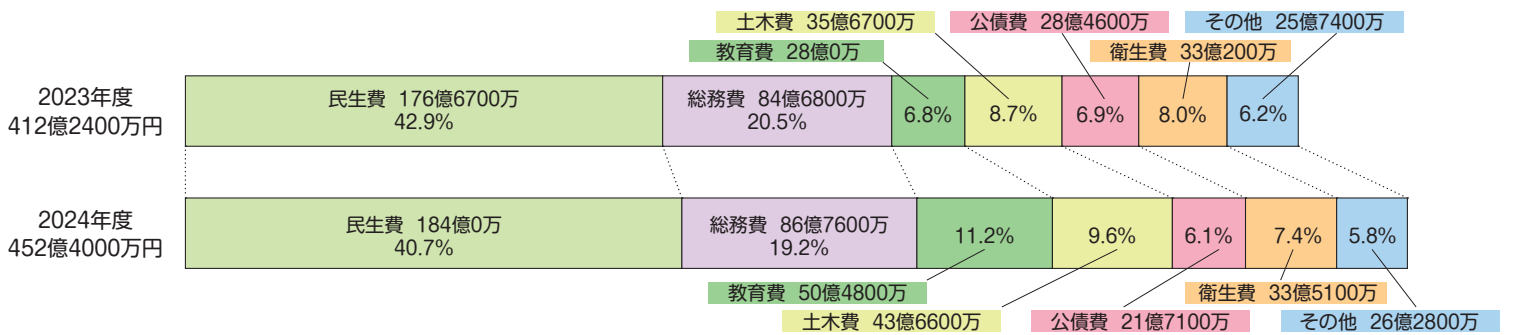 土木費 35億6700万
公債費 28億4600万
その他 25億7400万
教育費 28億0万
衛生費 33億200万
2023年度
412億2400万円
民生費 176億6700万
42.9%
総務費 84億6800万
20.5%
6.8%
8.7%
6.9%
8.0%
6.2%
2024年度
452億4000万円
民生費 184億0万
40.7%
総務費 86億7600万
19.2%
11.2%
9.6%
6.1%
7.4%
5.8%
教育費 50億4800万
衛生費 33億5100万
土木費 43億6600万
公債費 21億7100万
その他 26億2800万